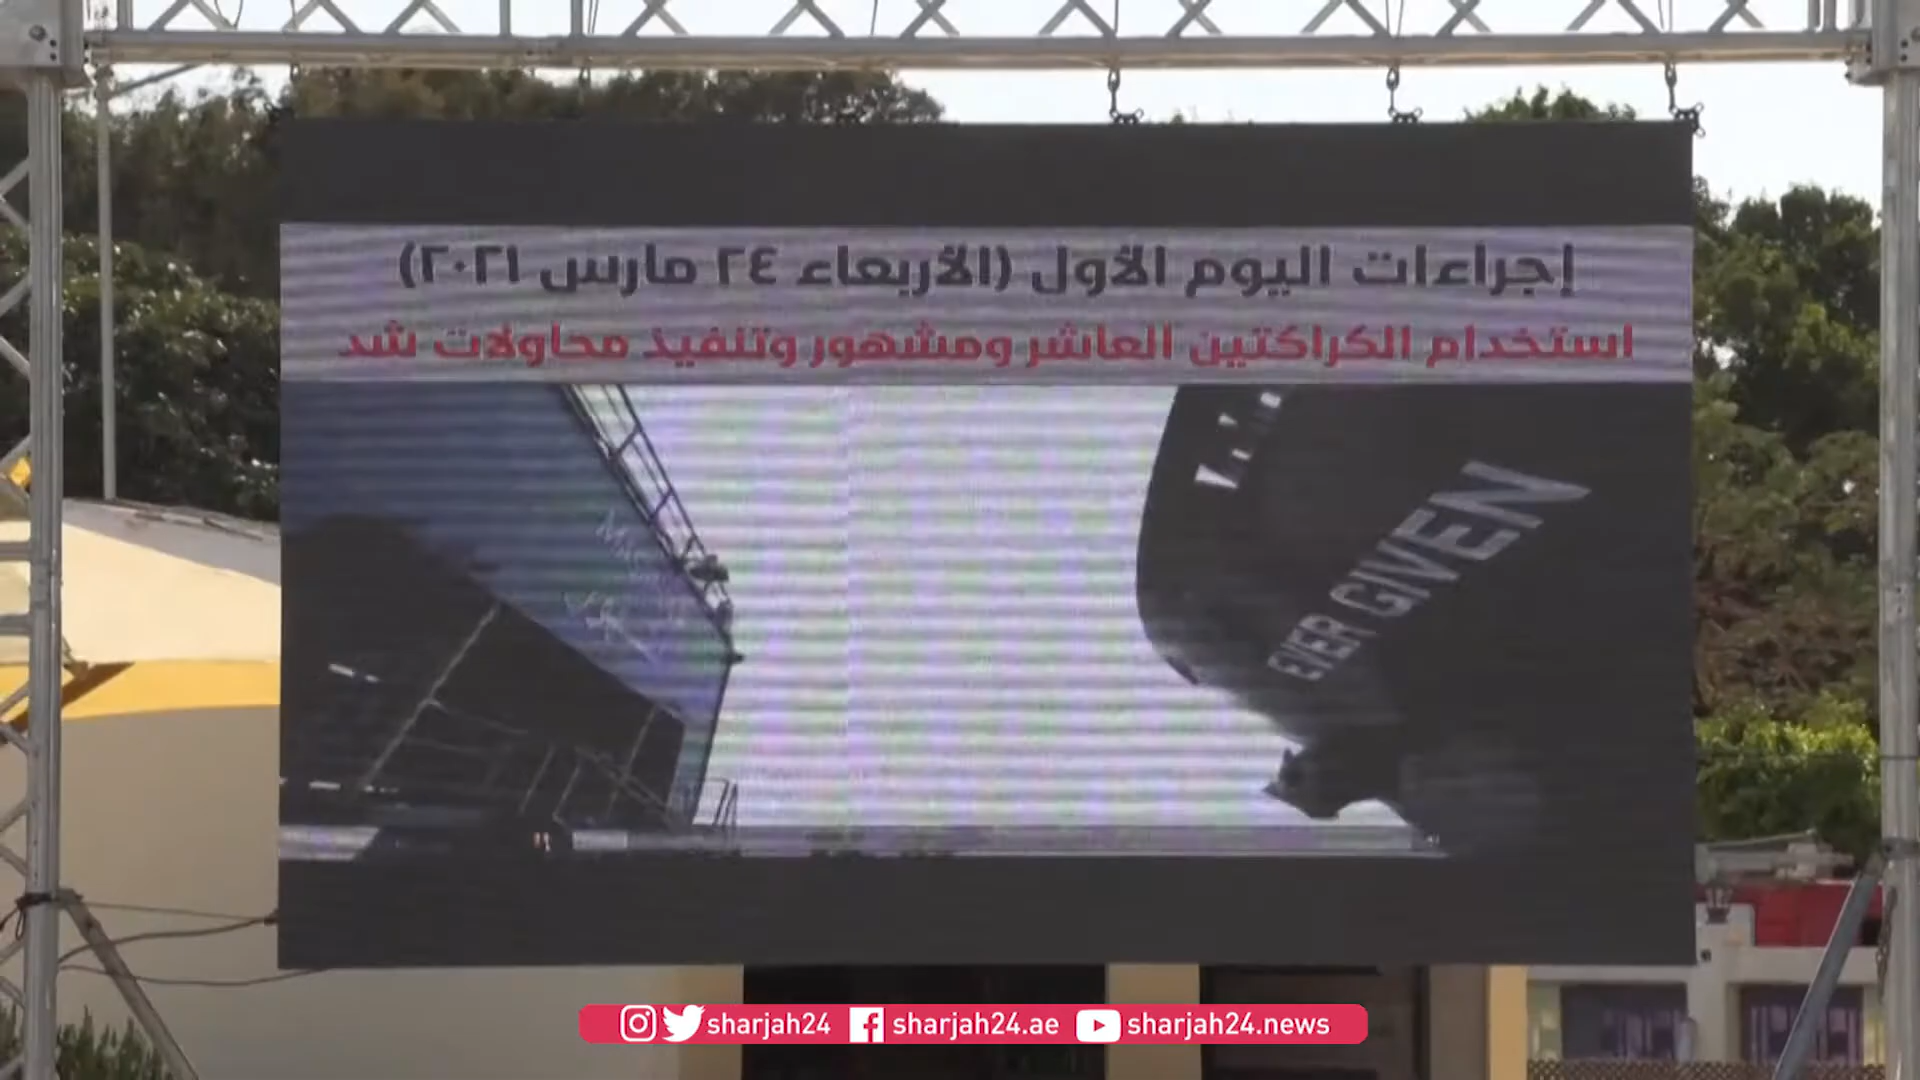 إجراءات اليوم الأول (الأربعاء ٢٤ مارس ٢٠٢١)
استخدام الكراكتين العاشر ومشهور وتنفيذ محاولات شد
EVER GIVEN
sharjah24 sharjah24.ae sharjah24.news